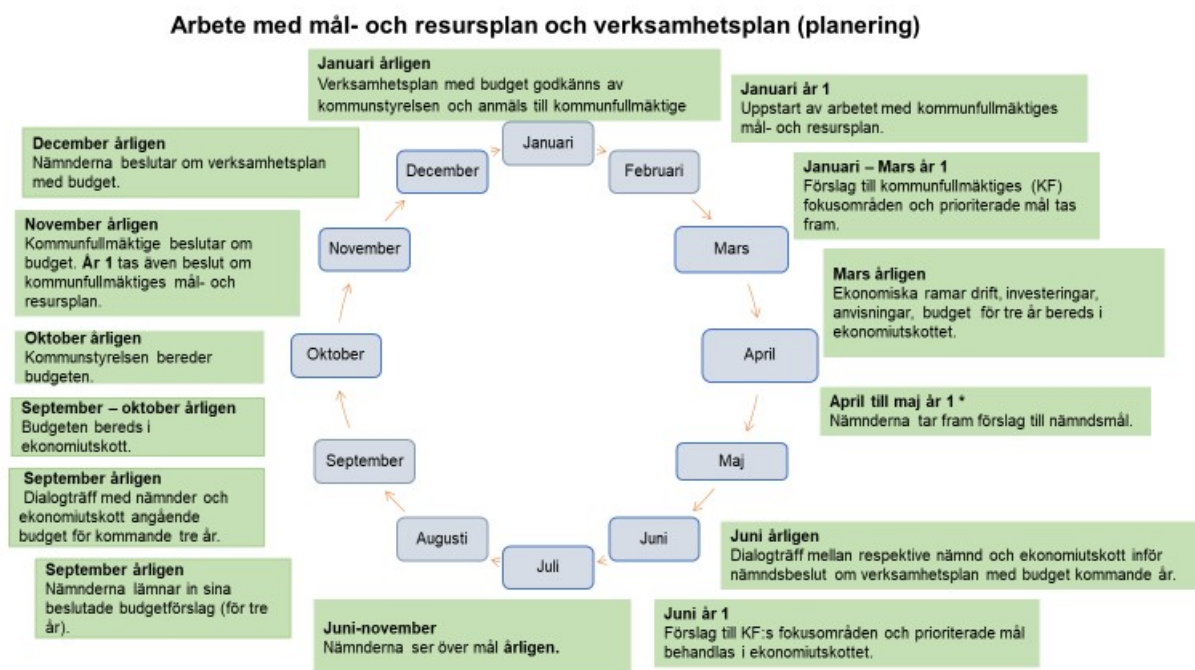 Arbete med mål- och resursplan och verksamhetsplan (planering)
Januari årligen
Verksamhetsplan med budget godkänns av
kommunstyrelsen och anmäls till kommunfullmäktige
Januari år 1
Uppstart av arbetet med kommunfullmäktiges
mål- och resursplan.
Januari – Mars år 1
Förslag till kommunfullmäktiges (KF)
fokusområden och prioriterade mål tas
fram.
Mars årligen
Ekonomiska ramar drift, investeringar,
anvisningar, budget för tre år bereds i
ekonomiutskottet.
April till maj år 1 *
Nämnderna tar fram förslag till nämndsmål.
Juni årligen
Dialogträff mellan respektive nämnd och ekonomiutskott inför
nämndsbeslut om verksamhetsplan med budget kommande år.
Juni år 1
Förslag till KF:s fokusområden och prioriterade mål
behandlas i ekonomiutskottet.
Juni-november
Nämnderna ser över mål årligen.
September årligen
Nämnderna lämnar in sina
beslutade budgetförslag (för tre
år).
September årligen
Dialogträff med nämnder och
ekonomiutskott angående
budget för kommande tre år.
September – oktober årligen
Budgeten bereds i
ekonomiutskott.
Oktober årligen
Kommunstyrelsen bereder
budgeten.
November årligen
Kommunfullmäktige beslutar om
budget. År 1 tas även beslut om
kommunfullmäktiges mål- och
resursplan.
December årligen
Nämnderna beslutar om verksamhetsplan
med budget.
Januari
Februari
Mars
April
Maj
Juni
Juli
Augusti
September
Oktober
November
December